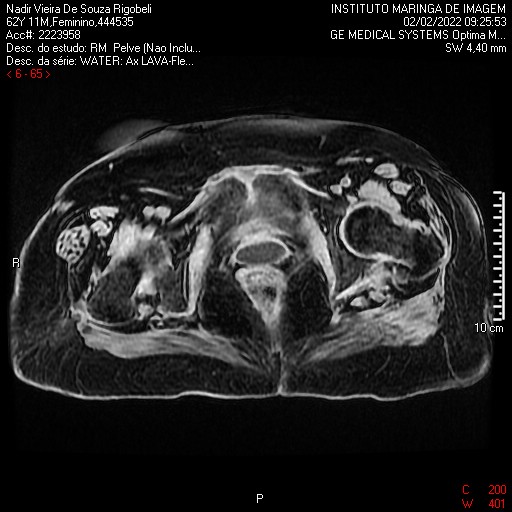 Nadir Vieira De Souza Rigobeli
62Y 11M,Feminino,444535
Acc#: 2223958
Desc. do estudo: RM Pelve (Nao Inclu...
Desc. da série: WATER: Ax LAVA-Fle...
< 6 - 65 >
INSTITUTO MARINGA DE IMAGEM
02/02/2022 09:25:53
GE MEDICAL SYSTEMS Optima M...
SW 4,40 mm
R
10 cm
P
C 200
W 401